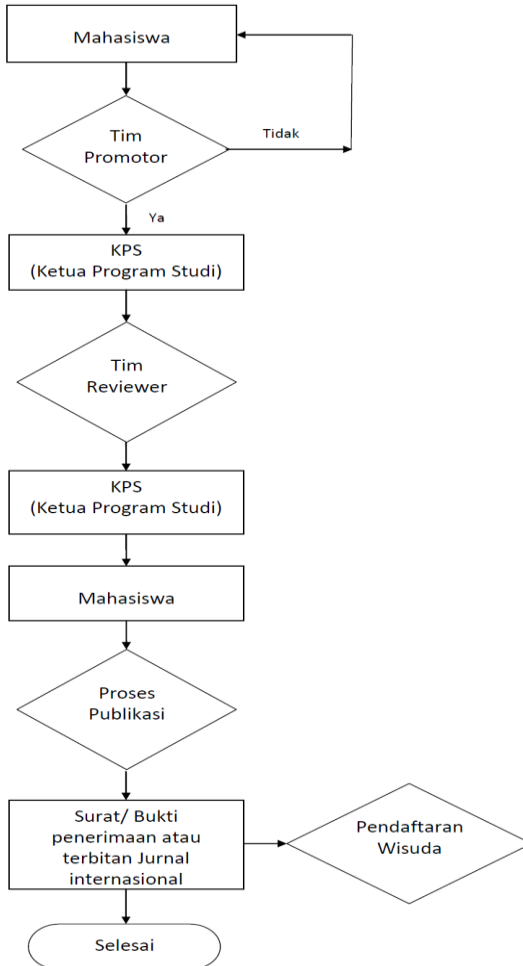 Mahasiswa
Tim
Promotor
Tidak
Ya
KPS
(Ketua Program Studi)
Tim
Reviewer
KPS
(Ketua Program Studi)
Mahasiswa
Proses
Publikasi
Surat/ Bukti
penerimaan atau
terbitan Jurnal
internasional
Pendaftaran
Wisuda
Selesai